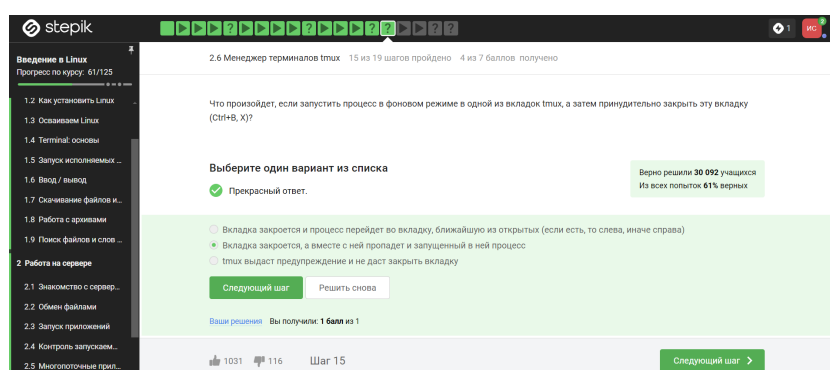 stepik
? ? ? ? ? ?
1
ИС
2
Введение в Linux
Прогресс по курсу: 61/125
1.2 Как установить Linux
1.3 Осваиваем Linux
1.4 Terminal: основы
1.5 Запуск исполняемых ...
1.6 Ввод / вывод
1.7 Скачивание файлов и...
1.8 Работа с архивами
1.9 Поиск файлов и слов ...
2 Работа на сервере
2.1 Знакомство с сервер...
2.2 Обмен файлами
2.3 Запуск приложений
2.4 Контроль запускаем...
2.5 Многопоточные прил...
2.6 Менеджер терминалов tmux 15 из 19 шагов пройдено 4 из 7 баллов получено
Что произойдет, если запустить процесс в фоновом режиме в одной из вкладок tmux, а затем принудительно закрыть эту вкладку
(Ctrl+B, X)?
Выберите один вариант из списка
Прекрасный ответ.
Верно решили 30 092 учащихся
Из всех попыток 61% верных
Вкладка закроется и процесс перейдет во вкладку, ближайшую из открытых (если есть, то слева, иначе справа)
Вкладка закроется, а вместе с ней пропадет и запущенный в ней процесс
tmux выдаст предупреждение и не даст закрыть вкладку
Следующий шаг
Решить снова
Ваши решения Вы получили: 1 балл из 1
1031 116 Шаг 15
Следующий шаг